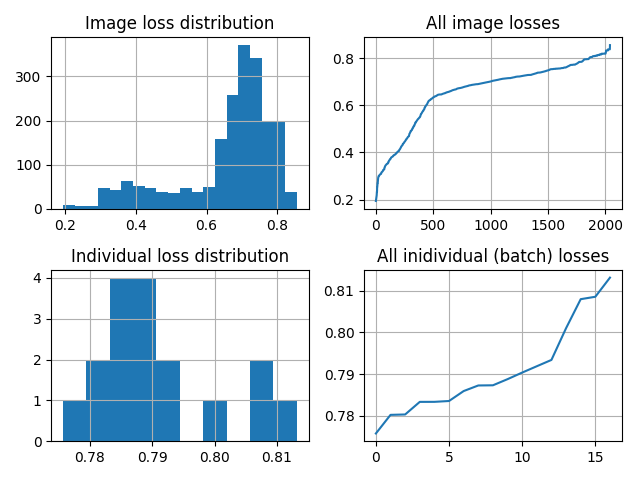 Image loss distribution
300
200
100
0
0.2 0.4 0.6 0.8
All image losses
0.8
0.6
0.4
0.2
0 500 1000 1500 2000
Individual loss distribution
4
3
2
1
0
0.78 0.79 0.80 0.81
All inidividual (batch) losses
0.81
0.80
0.79
0.78
0 5 10 15